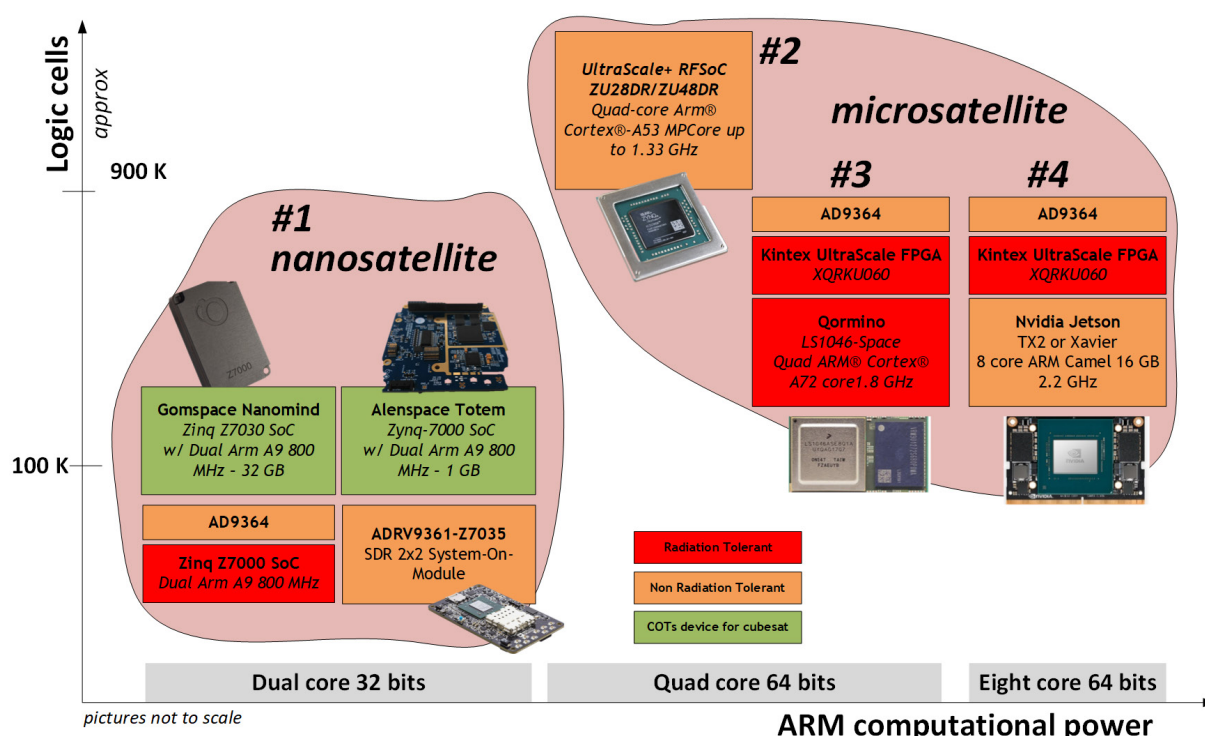 Logic cells
approx
900 K
100 K
#1
nanosatellite
Z7000
Gomspace Nanomind
Zinq Z7030 SoC
w/ Dual Arm A9 800
MHz - 32 GB
Alenspace Totem
Zynq-7000 SoC
w/ Dual Arm A9 800
MHz - 1 GB
AD9364
Zinq Z7000 SoC
Dual Arm A9 800 MHz
ADRV9361-Z7035
SDR 2x2 System-On-
Module
#2
microsatellite
UltraScale+ RFSoC
ZU28DR/ZU48DR
Quad-core Arm®
Cortex®-A53 MPCore up
to 1.33 GHz
#3
AD9364
Kintex UltraScale FPGA
XQRKU060
Qormino
LS1046-Space
Quad ARM® Cortex®
A72 core1.8 GHz
#4
AD9364
Kintex UltraScale FPGA
XQRKU060
Nvidia Jetson
TX2 or Xavier
8 core ARM Camel 16 GB
2.2 GHz
NVIDIA
Radiation Tolerant
Non Radiation Tolerant
COTs device for cubesat
Dual core 32 bits
Quad core 64 bits
Eight core 64 bits
pictures not to scale
ARM computational power